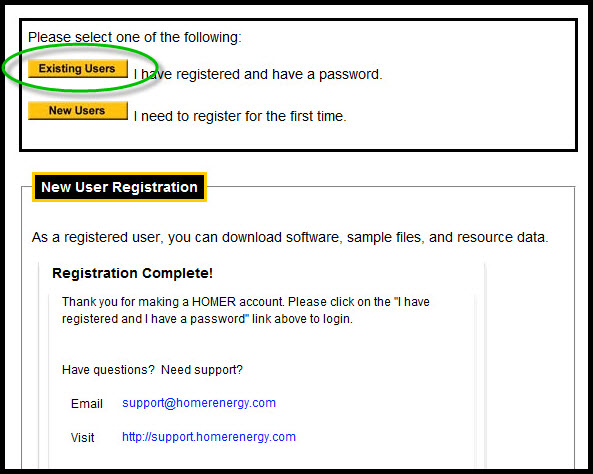 Please select one of the following:
Existing Users I have registered and have a password.
New Users I need to register for the first time.
New User Registration
As a registered user, you can download software, sample files, and resource data.
Registration Complete!
Thank you for making a HOMER account. Please click on the "I have
registered and I have a password" link above to login.
Have questions? Need support?
Email support@homerenergy.com
Visit http://support.homerenergy.com